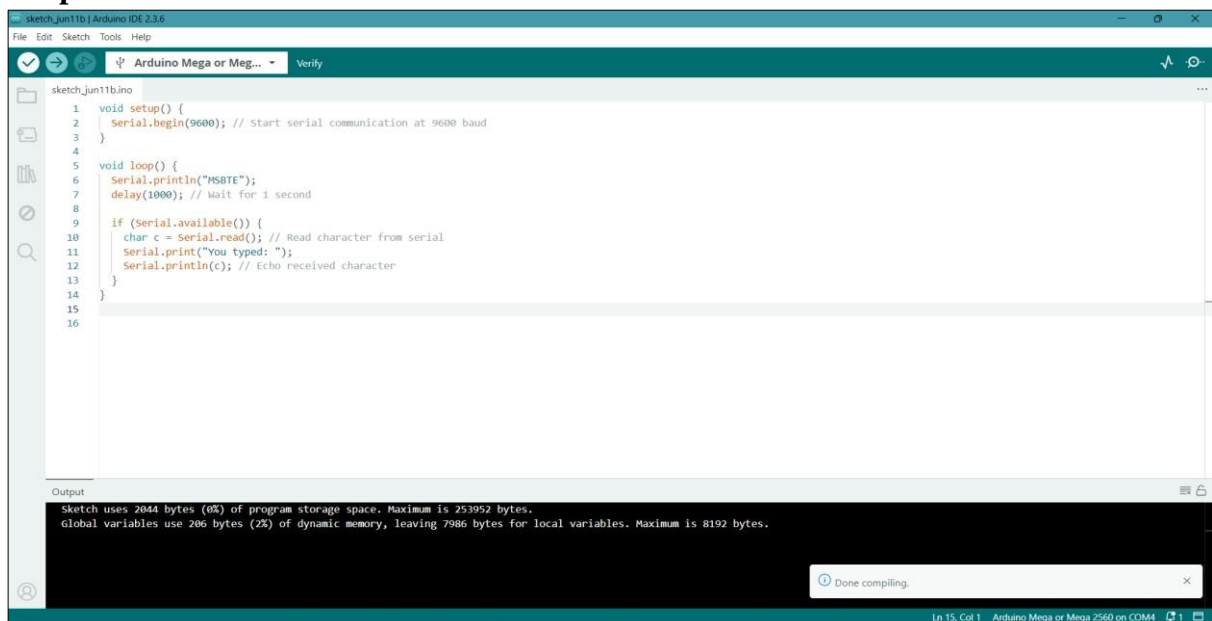 sketch_jun11b | Arduino IDE 2.3.6
File Edit Sketch Tools Help
Arduino Mega or Meg... Verify
sketch_jun11b.ino
1 void setup() {
2 Serial.begin(9600); // Start serial communication at 9600 baud
3 }
4
5 void loop() {
6 Serial.println("MSBTE");
7 delay(1000); // Wait for 1 second
8
9 if (Serial.available()) {
10 char c = Serial.read(); // Read character from serial
11 Serial.print("You typed: ");
12 Serial.println(c); // Echo received character
13 }
14 }
15
16
Output
Sketch uses 2044 bytes (0%) of program storage space. Maximum is 253952 bytes.
Global variables use 206 bytes (2%) of dynamic memory, leaving 7986 bytes for local variables. Maximum is 8192 bytes.
Done compiling.
Ln 15, Col 1 Arduino Mega or Mega 2560 on COM4 1